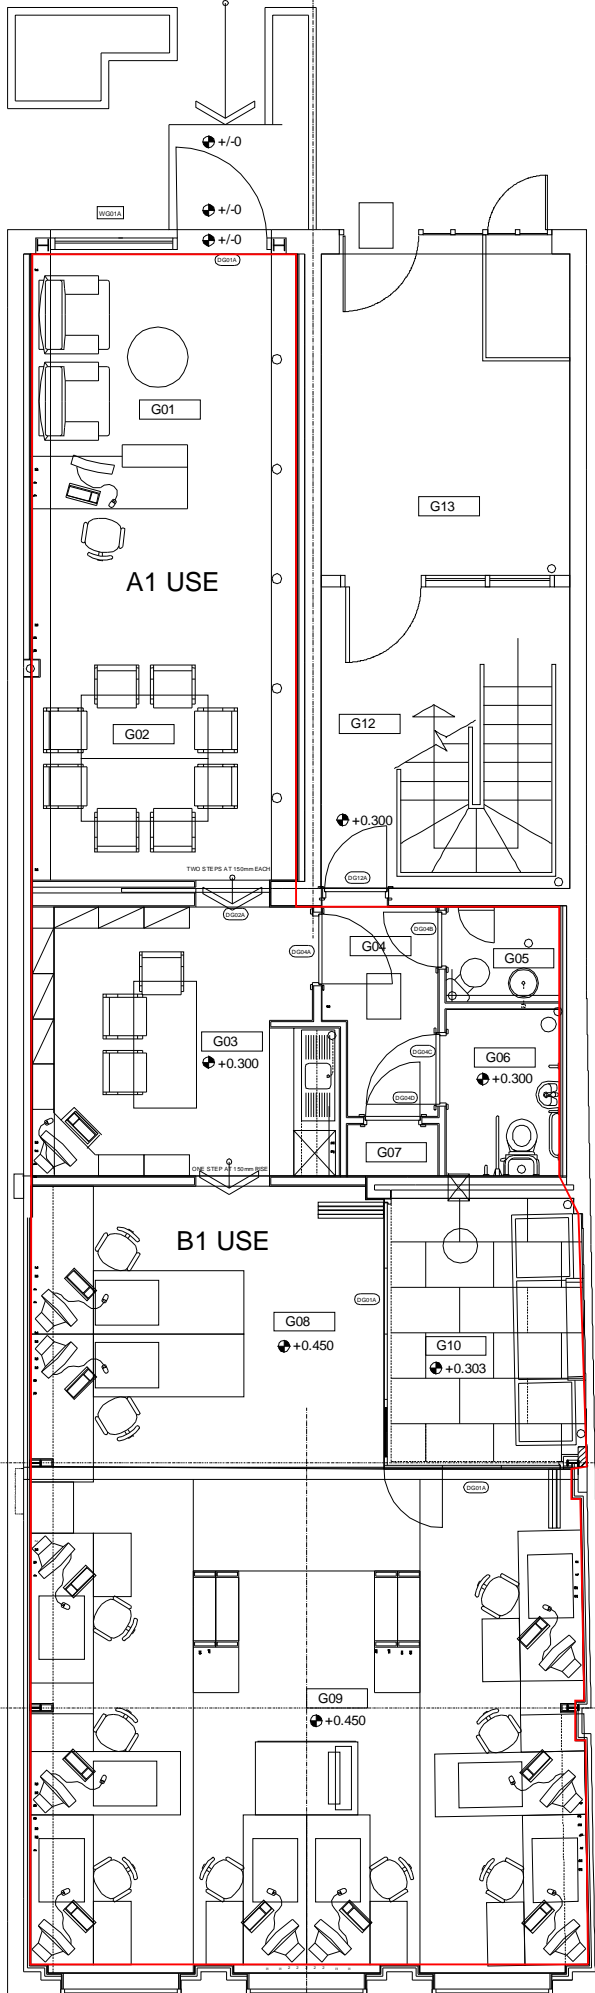 +/-0
WG01A
+/-0
+/-0
DG01A
G01
G13
A1 USE
G12
G02
+0.300
TWO STEPS AT 150mm EACH
DG12A
DG02A
DG04B
DG04A
G04
G05
G03
+0.300
DG04C
G06
+0.300
DG04D
G07
ONE STEP AT 150mm RISE
B1 USE
DG01A
G08
+0.450
G10
+0.303
DG01A
G09
+0.450